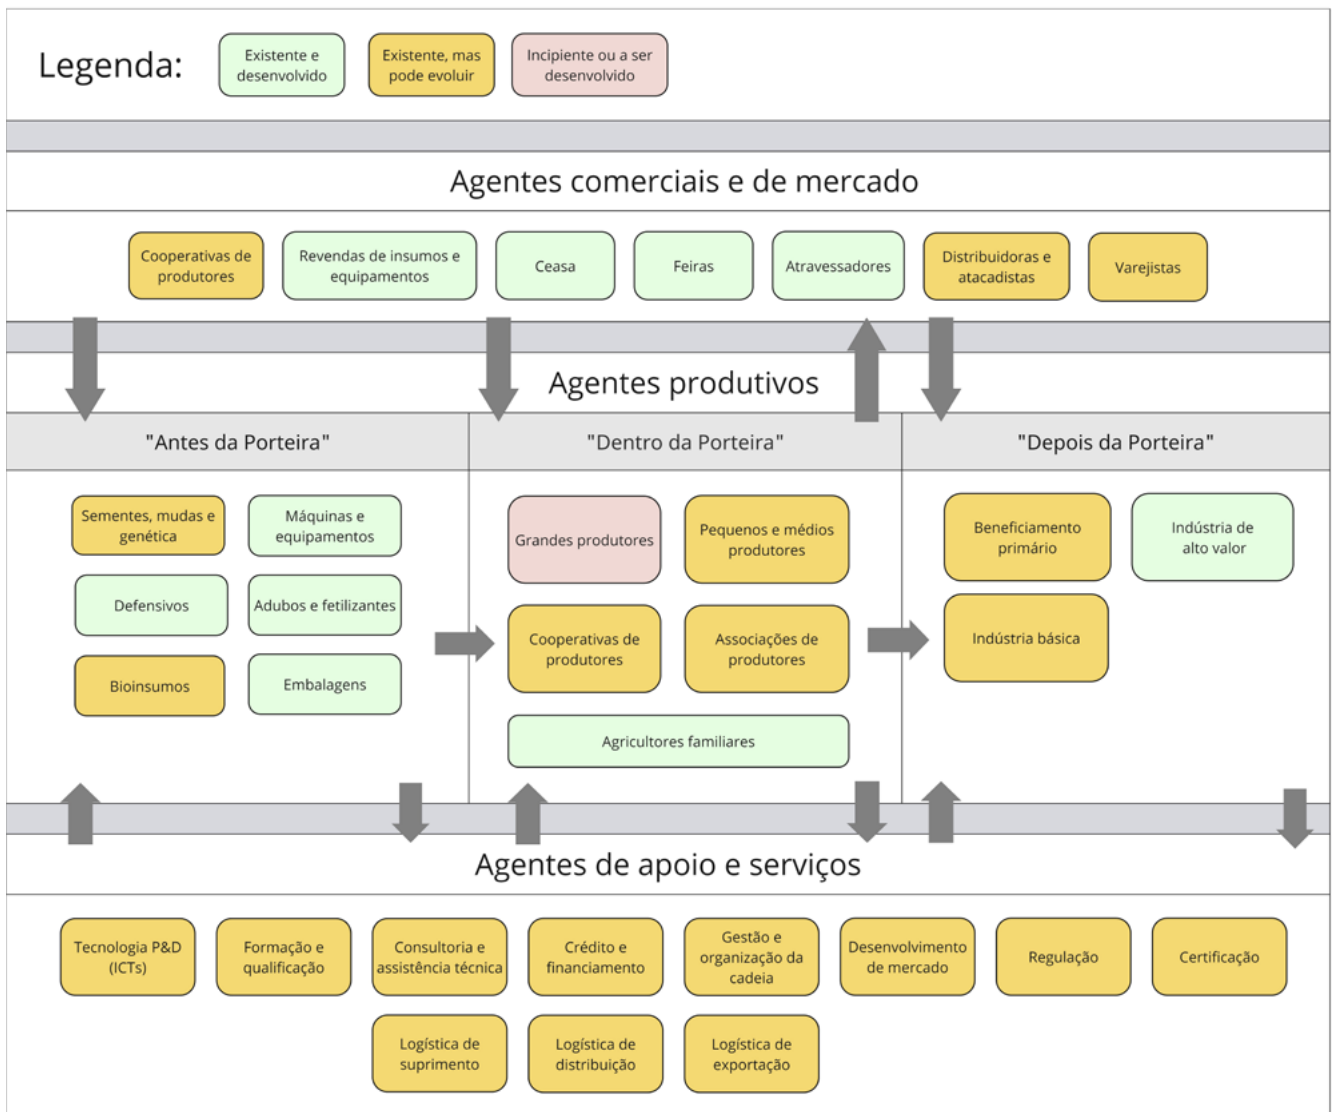 Legenda:
Existente e
desenvolvido
Existente, mas
pode evoluir
Incipiente ou a ser
desenvolvido
Agentes comerciais e de mercado
Cooperativas de
produtores
Revendas de insumos e
equipamentos
Ceasa
Feiras
Atravessadores
Distribuidoras e
atacadistas
Varejistas
Agentes produtivos
"Antes da Porteira"
"Dentro da Porteira"
"Depois da Porteira"
Sementes, mudas e
genética
Máquinas e
equipamentos
Defensivos
Adubos e fetilizantes
Bioinsumos
Embalagens
Grandes produtores
Pequenos e médios
produtores
Cooperativas de
produtores
Associações de
produtores
Agricultores familiares
Beneficiamento
primário
Indústria de
alto valor
Indústria básica
Agentes de apoio e serviços
Tecnologia P&D
(ICTs)
Formação e
qualificação
Consultoria e
assistência técnica
Crédito e
financiamento
Gestão e
organização da
cadeia
Desenvolvimento
de mercado
Regulação
Certificação
Logística de
suprimento
Logística de
distribuição
Logística de
exportação